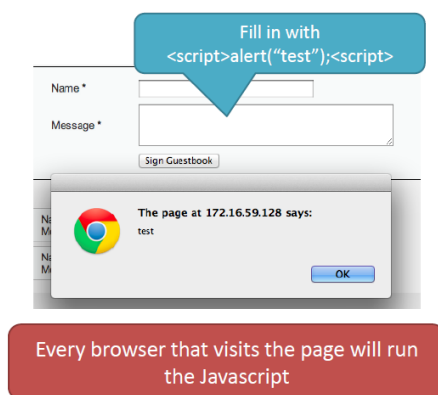 Fill in with
<script>alert(“test”);<script>
Name *
Message *
Sign Guestbook
The page at 172.16.59.128 says:
test
OK
Every browser that visits the page will run
the Javascript